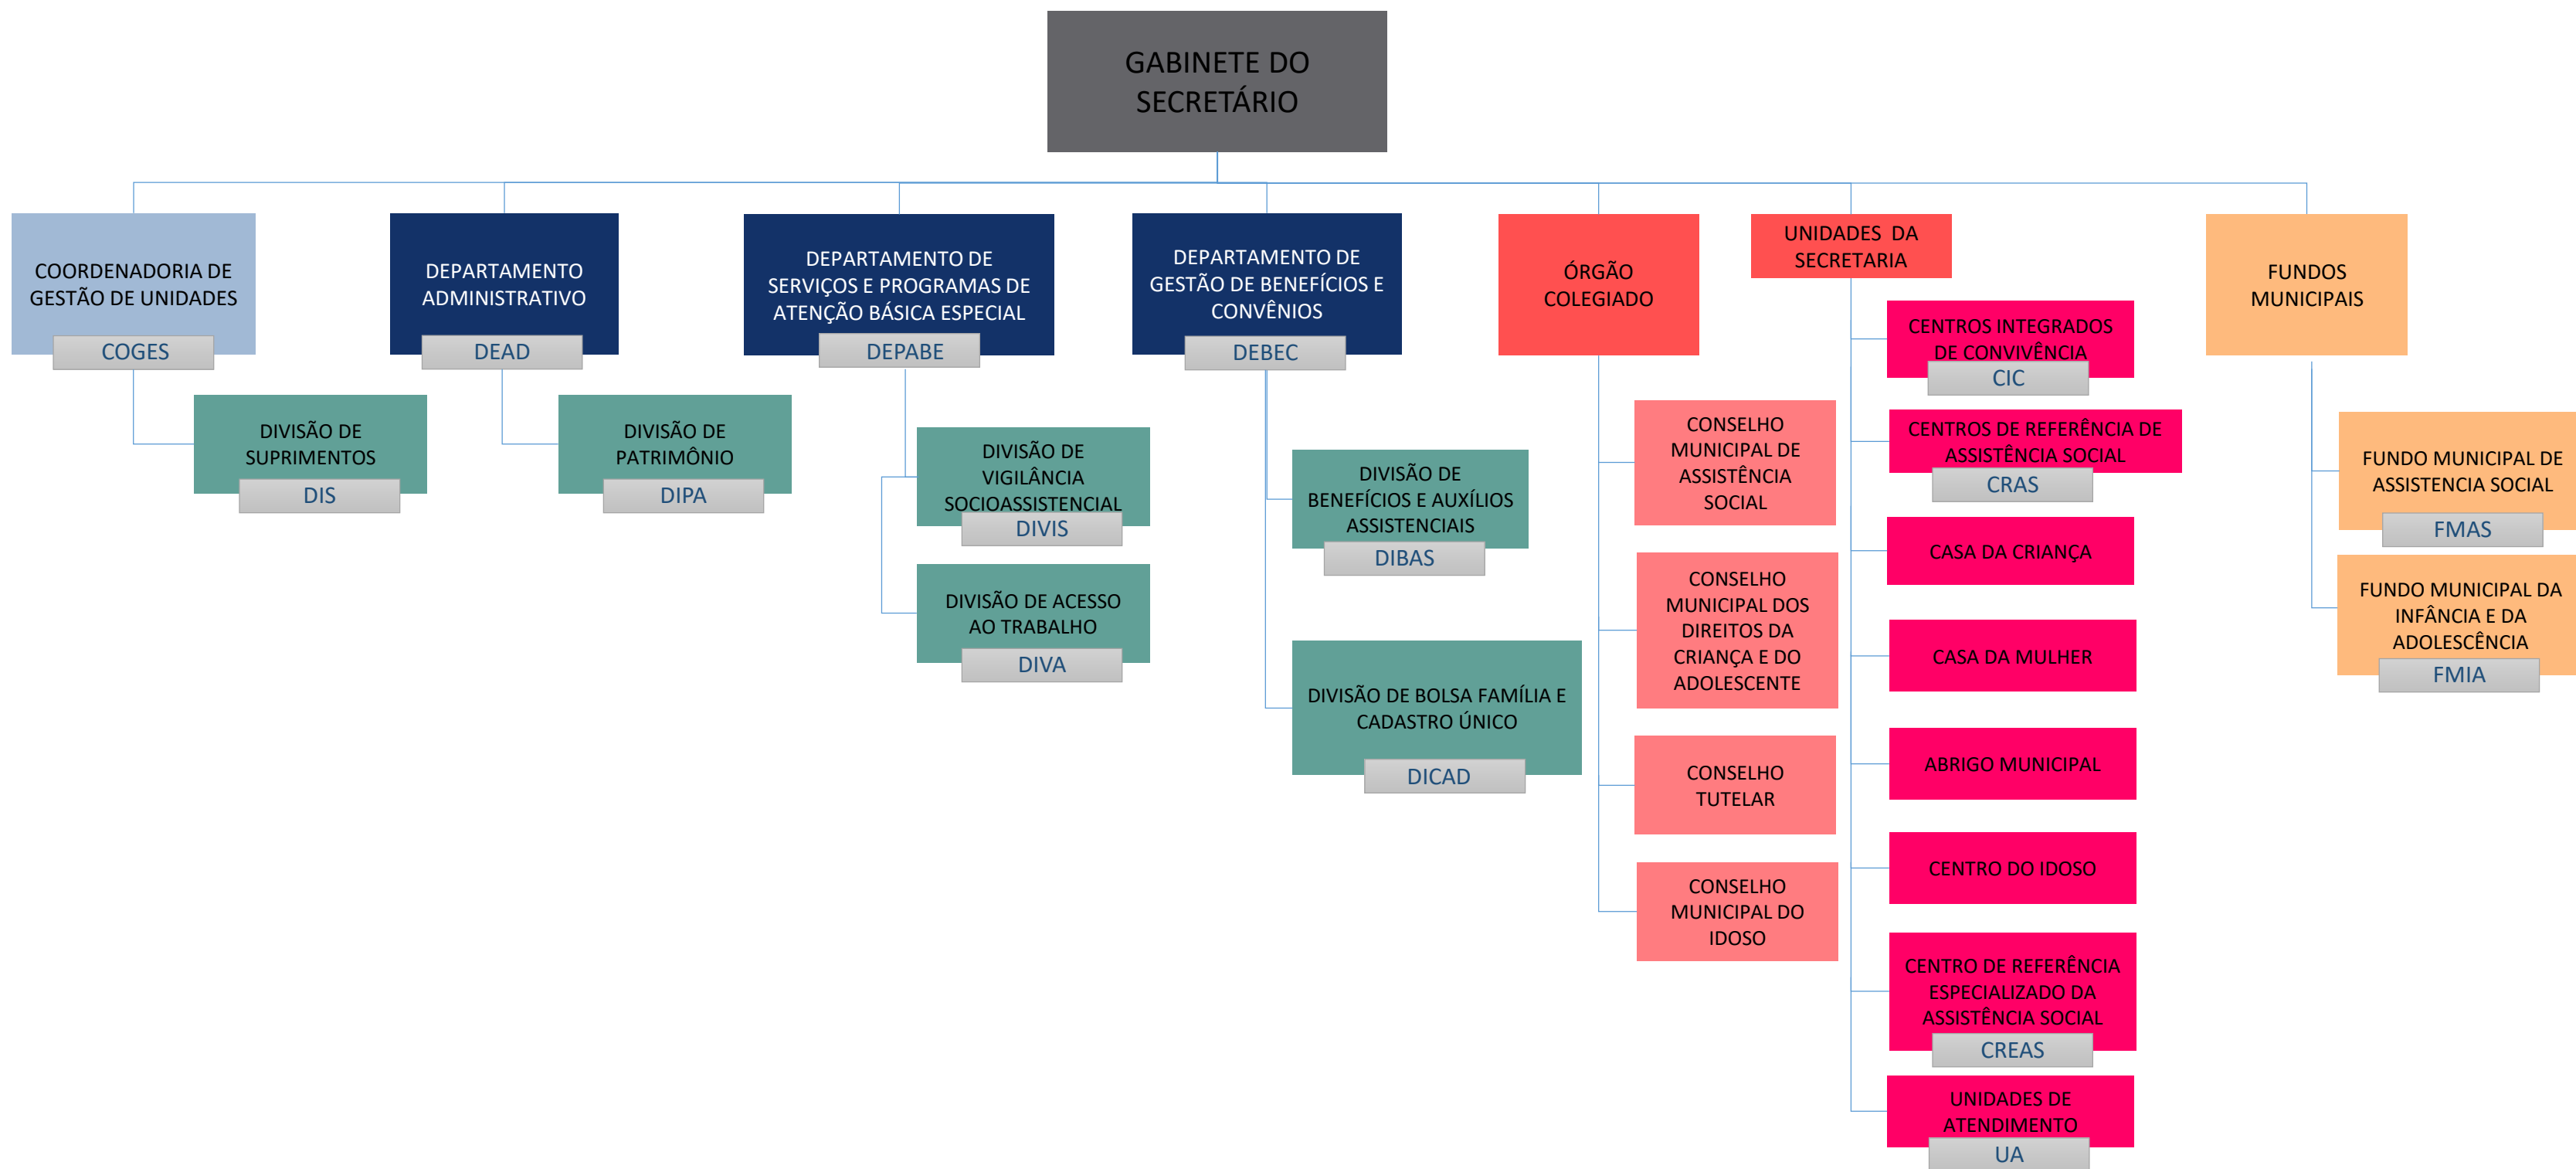 GABINETE DO
SECRETÁRIO
COORDENADORIA DE
GESTÃO DE UNIDADES
COGES
DIVISÃO DE
SUPRIMENTOS
DIS
DEPARTAMENTO
ADMINISTRATIVO
DEAD
DIVISÃO DE
PATRIMÔNIO
DIPA
DEPARTAMENTO DE
SERVIÇOS E PROGRAMAS DE
ATENÇÃO BÁSICA ESPECIAL
DEPABE
DIVISÃO DE
VIGILÂNCIA
SOCIOASSISTENCIAL
DIVIS
DIVISÃO DE ACESSO
AO TRABALHO
DIVA
DEPARTAMENTO DE
GESTÃO DE BENEFÍCIOS E
CONVÊNIOS
DEBEC
DIVISÃO DE
BENEFÍCIOS E AUXÍLIOS
ASSISTENCIAIS
DIBAS
DIVISÃO DE BOLSA FAMÍLIA E
CADASTRO ÚNICO
DICAD
ÓRGÃO
COLEGIADO
CONSELHO
MUNICIPAL DE
ASSISTÊNCIA
SOCIAL
CONSELHO
MUNICIPAL DOS
DIREITOS DA
CRIANÇA E DO
ADOLESCENTE
CONSELHO
TUTELAR
CONSELHO
MUNICIPAL DO
IDOSO
UNIDADES DA
SECRETARIA
CENTROS INTEGRADOS
DE CONVIVÊNCIA
CIC
CENTROS DE REFERÊNCIA DE
ASSISTÊNCIA SOCIAL
CRAS
CASA DA CRIANÇA
CASA DA MULHER
ABRIGO MUNICIPAL
CENTRO DO IDOSO
CENTRO DE REFERÊNCIA
ESPECIALIZADO DA
ASSISTÊNCIA SOCIAL
CREAS
UNIDADES DE
ATENDIMENTO
UA
FUNDOS
MUNICIPAIS
FUNDO MUNICIPAL DE
ASSISTENCIA SOCIAL
FMAS
FUNDO MUNICIPAL DA
INFÂNCIA E DA
ADOLESCÊNCIA
FMIA